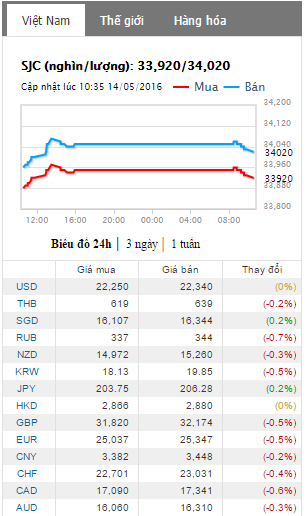 Việt Nam Thế giới Hàng hóa
SJC (nghìn/lượng): 33,920/34,020
Cập nhật lúc 10:35 14/05/2016 Mua Bán
34,200
34,120
34,040
34020
33,960
33920
33,880
33,800
12:00 16:00 20:00 00:00 04:00 08:00
Biểu đồ 24h | 3 ngày | 1 tuần
Giá mua Giá bán Thay đổi
USD 22,250 22,340 (0%)
THB 619 639 (-0.2%)
SGD 16,107 16,344 (0.2%)
RUB 337 344 (-0.7%)
NZD 14,972 15,260 (-0.3%)
KRW 18.13 19.85 (-0.5%)
JPY 203.75 206.28 (0.2%)
HKD 2,866 2,880 (0%)
GBP 31,820 32,174 (-0.5%)
EUR 25,037 25,347 (-0.5%)
CNY 3,382 3,448 (-0.2%)
CHF 22,701 23,031 (-0.4%)
CAD 17,090 17,341 (-0.6%)
AUD 16,060 16,310 (-0.3%)